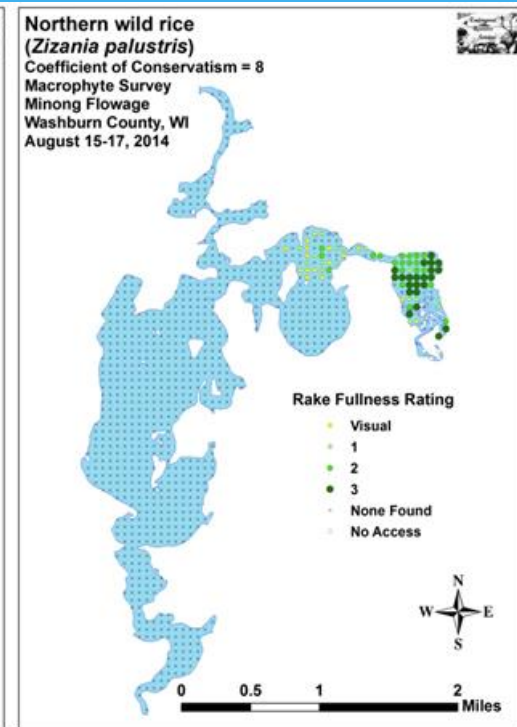 Northern wild rice
(Zizania palustris)
Coefficient of Conservatism = 8
Macrophyte Survey
Minong Flowage
Washburn County, WI
August 15-17, 2014
Rake Fullness Rating
Visual
1
2
3
None Found
No Access
N
W E
S
0 0.5 1 2
Miles